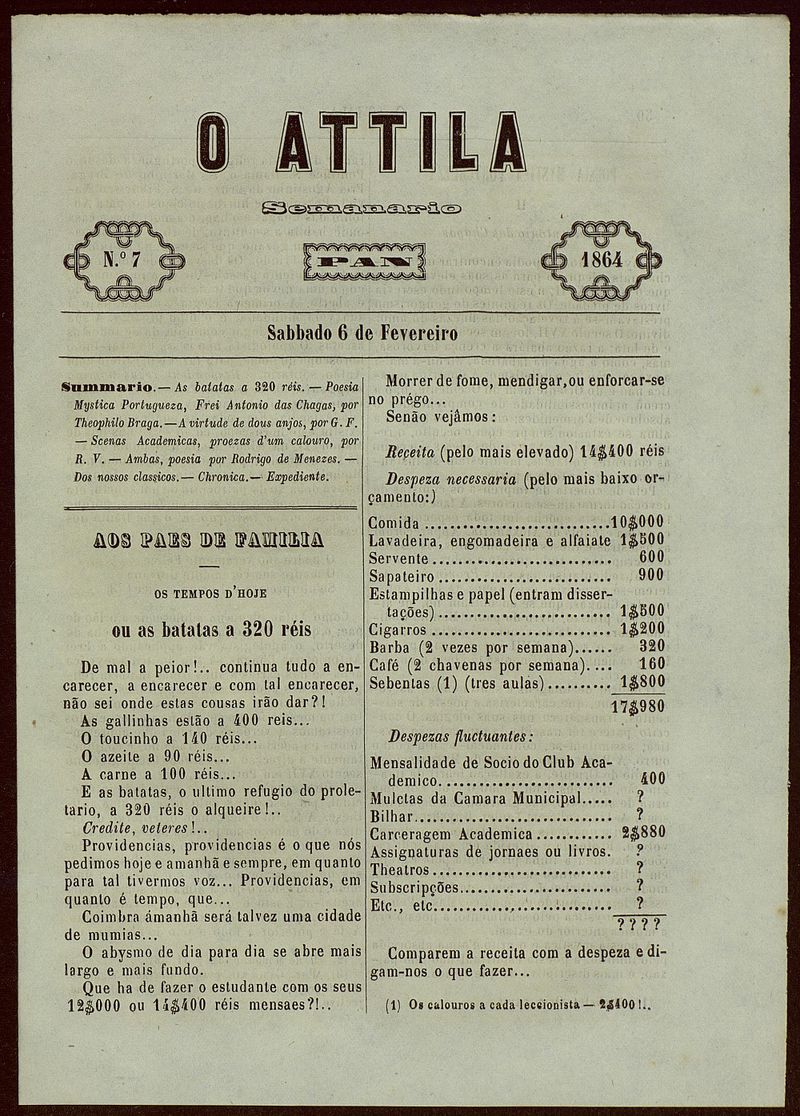 O ATTILA
Semanario
N.º 7
PAN
1864
Sabbado 6 de Fevereiro
Summario.— As batatas a 320 réis. — Poesia
Mystica Portugueza, Frei Antonio das Chagas, por
Theophilo Braga.—A virtude de dous anjos, por G. F.
— Scenas Academicas, proezas d'um calouro, por
R. V. — Ambas, poesia por Rodrigo de Menezes. —
Dos nossos classicos.— Chronica.— Expediente.
AOS PAES DE FAMILIA
OS TEMPOS D'HOJE
ou as batatas a 320 réis
De mal a peior!.. continua tudo a en-
carecer, a encarecer e com tal encarecer,
não sei onde estas cousas irão dar?!
As gallinhas estão a 400 reis...
O toucinho a 140 réis...
O azeite a 90 réis...
A carne a 100 réis...
E as batatas, o ultimo refugio do prole-
tario, a 320 réis o alqueire!..
Credite, veteres!..
Providencias, providencias é o que nós
pedimos hoje e amanhã e sempre, em quanto
para tal tivermos voz... Providencias, em
quanto é tempo, que...
Coimbra ámanhã será talvez uma cidade
de mumias...
O abysmo de dia para dia se abre mais
largo e mais fundo.
Que ha de fazer o estudante com os seus
12$000 ou 14$400 réis mensaes?!..
Morrer de fome, mendigar,ou enforcar-se
no prégo...
Senão vejâmos:
Receita (pelo mais elevado) 14$400 réis
Despeza necessaria (pelo mais baixo or-
çamento:)
Comida ............................10$000
Lavadeira, engomadeira e alfaiate 1$500
Servente............................ 600
Sapateiro........................... 900
Estampilhas e papel (entram disser-
tações)........................... 1$500
Cigarros ............................ 1$200
Barba (2 vezes por semana)...... 320
Café (2 chavenas por semana). ... 160
Sebentas (1) (tres aulas).......... 1$800
17$980
Despezas fluctuantes:
Mensalidade de Socio do Club Aca-
demico........................... 400
Mulctas da Camara Municipal..... ?
Bilhar............................... ?
Carceragem Academica ............ 2$880
Assignaturas de jornaes ou livros. ?
Theatros............................ ?
Subscripções........................ ?
Etc., etc............................ ?
????
Comparem a receita com a despeza e di-
gam-nos o que fazer...
(1) Os calouros a cada leccionista — 2$400!..